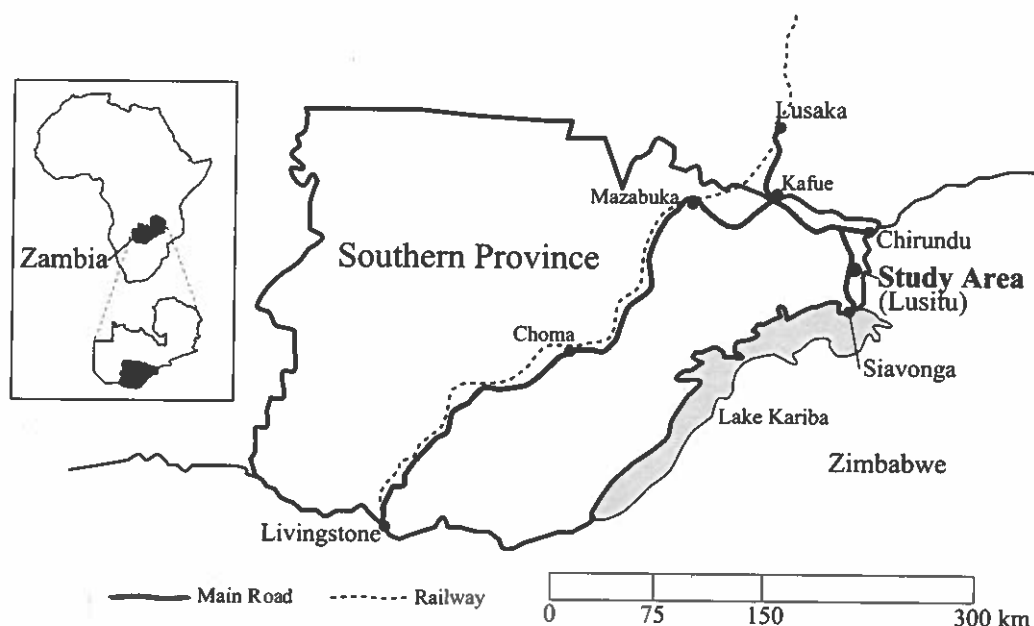 Lusaka
Kafue
Mazabuka
Zambia
Southern Province
Chirundu
Study Area
(Lusitu)
Choma
Siavonga
Lake Kariba
Zimbabwe
Livingstone
Main Road
Railway
0 75 150 300 km